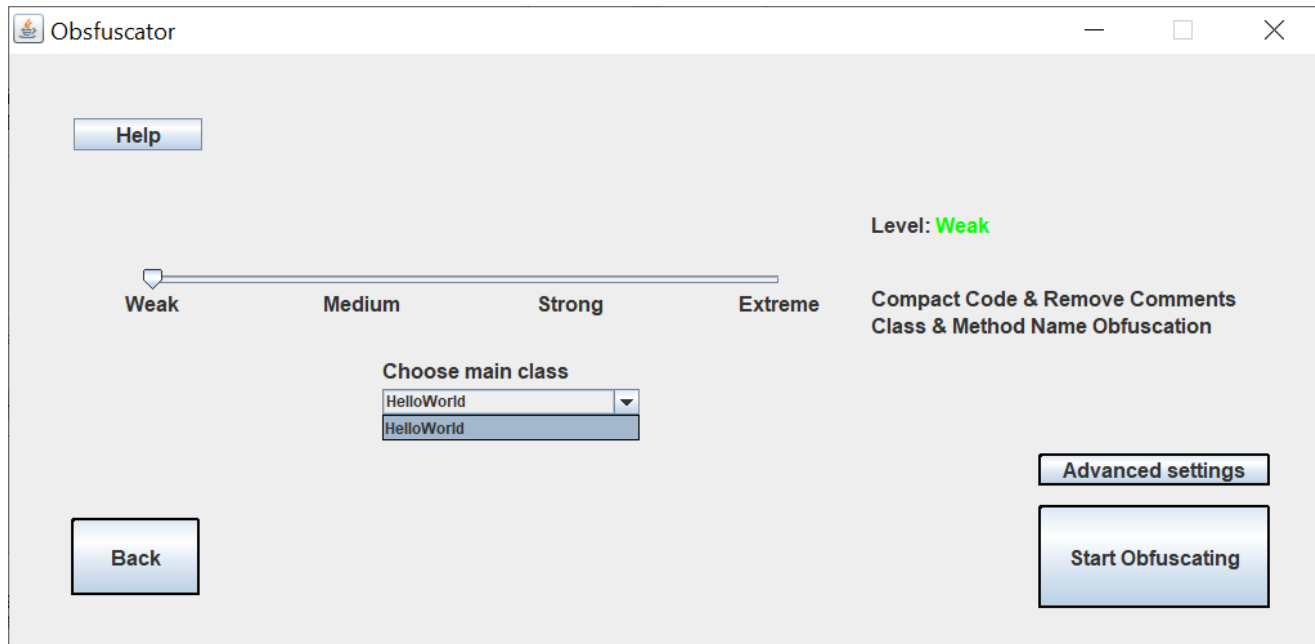 Obsfuscator
Help
Level: Weak
Weak Medium Strong Extreme
Compact Code & Remove Comments
Class & Method Name Obfuscation
Choose main class
HelloWorld
HelloWorld
Advanced settings
Back
Start Obfuscating